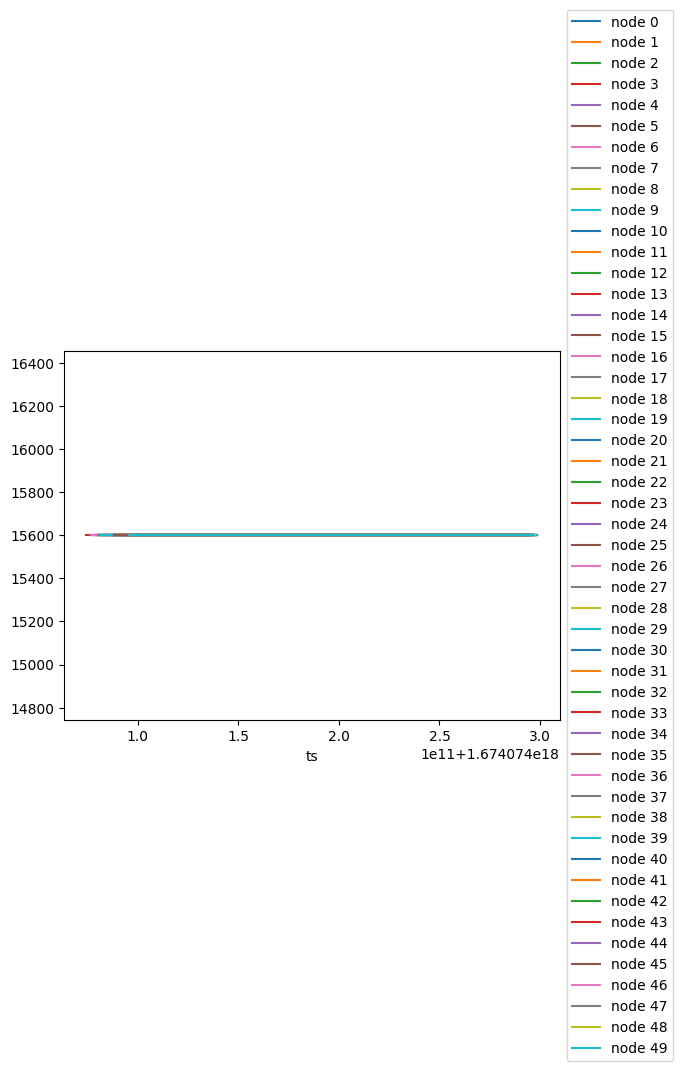 16400
16200
16000
15800
15600
15400
15200
15000
14800
1.0
1.5
2.0
2.5
3.0
ts
1e11+1.674074e18
node 0
node 1
node 2
node 3
node 4
node 5
node 6
node 7
node 8
node 9
node 10
node 11
node 12
node 13
node 14
node 15
node 16
node 17
node 18
node 19
node 20
node 21
node 22
node 23
node 24
node 25
node 26
node 27
node 28
node 29
node 30
node 31
node 32
node 33
node 34
node 35
node 36
node 37
node 38
node 39
node 40
node 41
node 42
node 43
node 44
node 45
node 46
node 47
node 48
node 49